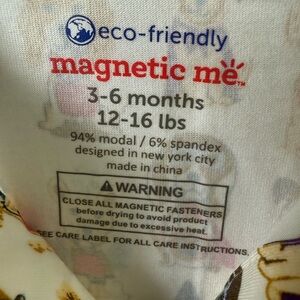 eco-friendly
magnetic me™
3-6 months
12-16 lbs
94% modal / 6% spandex
designed in new york city
made in china
⚠ WARNING
CLOSE ALL MAGNETIC FASTENERS
before drying to avoid product
damage due to excessive heat.
SEE CARE LABEL FOR ALL CARE INSTRUCTIONS.